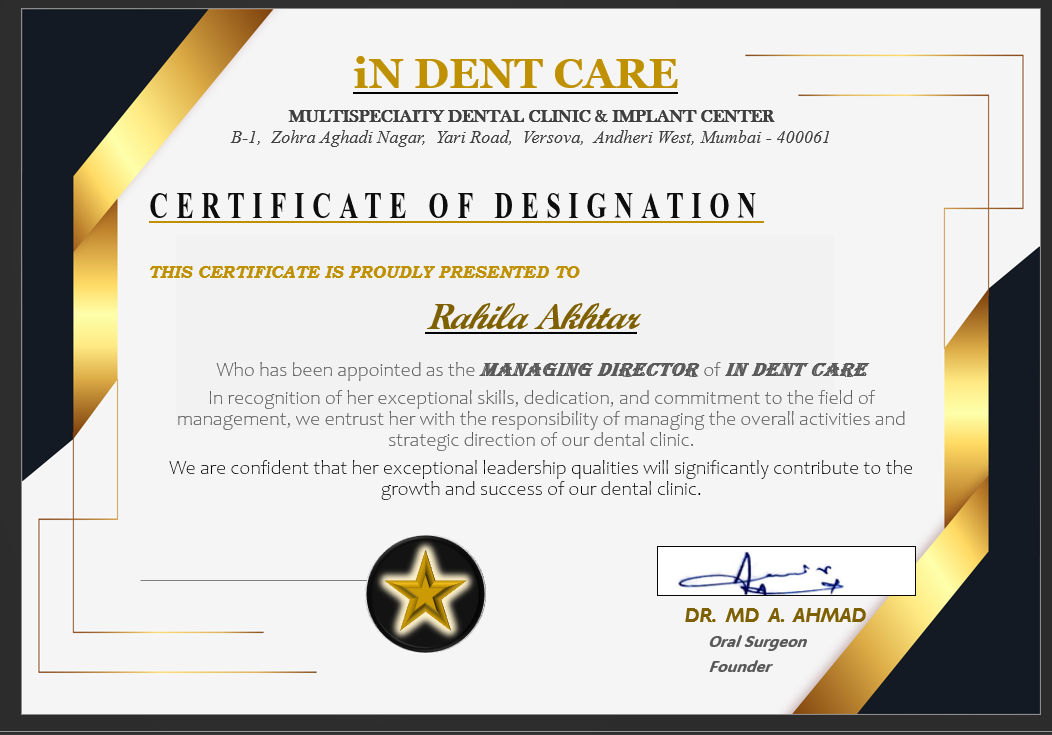 iN DENT CARE
MULTISPECIAITY DENTAL CLINIC & IMPLANT CENTER
B-1, Zohra Aghadi Nagar, Yari Road, Versova, Andheri West, Mumbai - 400061
CERTIFICATE OF DESIGNATION
THIS CERTIFICATE IS PROUDLY PRESENTED TO
Rahila Akhtar
Who has been appointed as the MANAGING DIRECTOR of IN DENT CARE
In recognition of her exceptional skills, dedication, and commitment to the field of
management, we entrust her with the responsibility of managing the overall activities and
strategic direction of our dental clinic.
We are confident that her exceptional leadership qualities will significantly contribute to the
growth and success of our dental clinic.
DR. MD A. AHMAD
Oral Surgeon
Founder